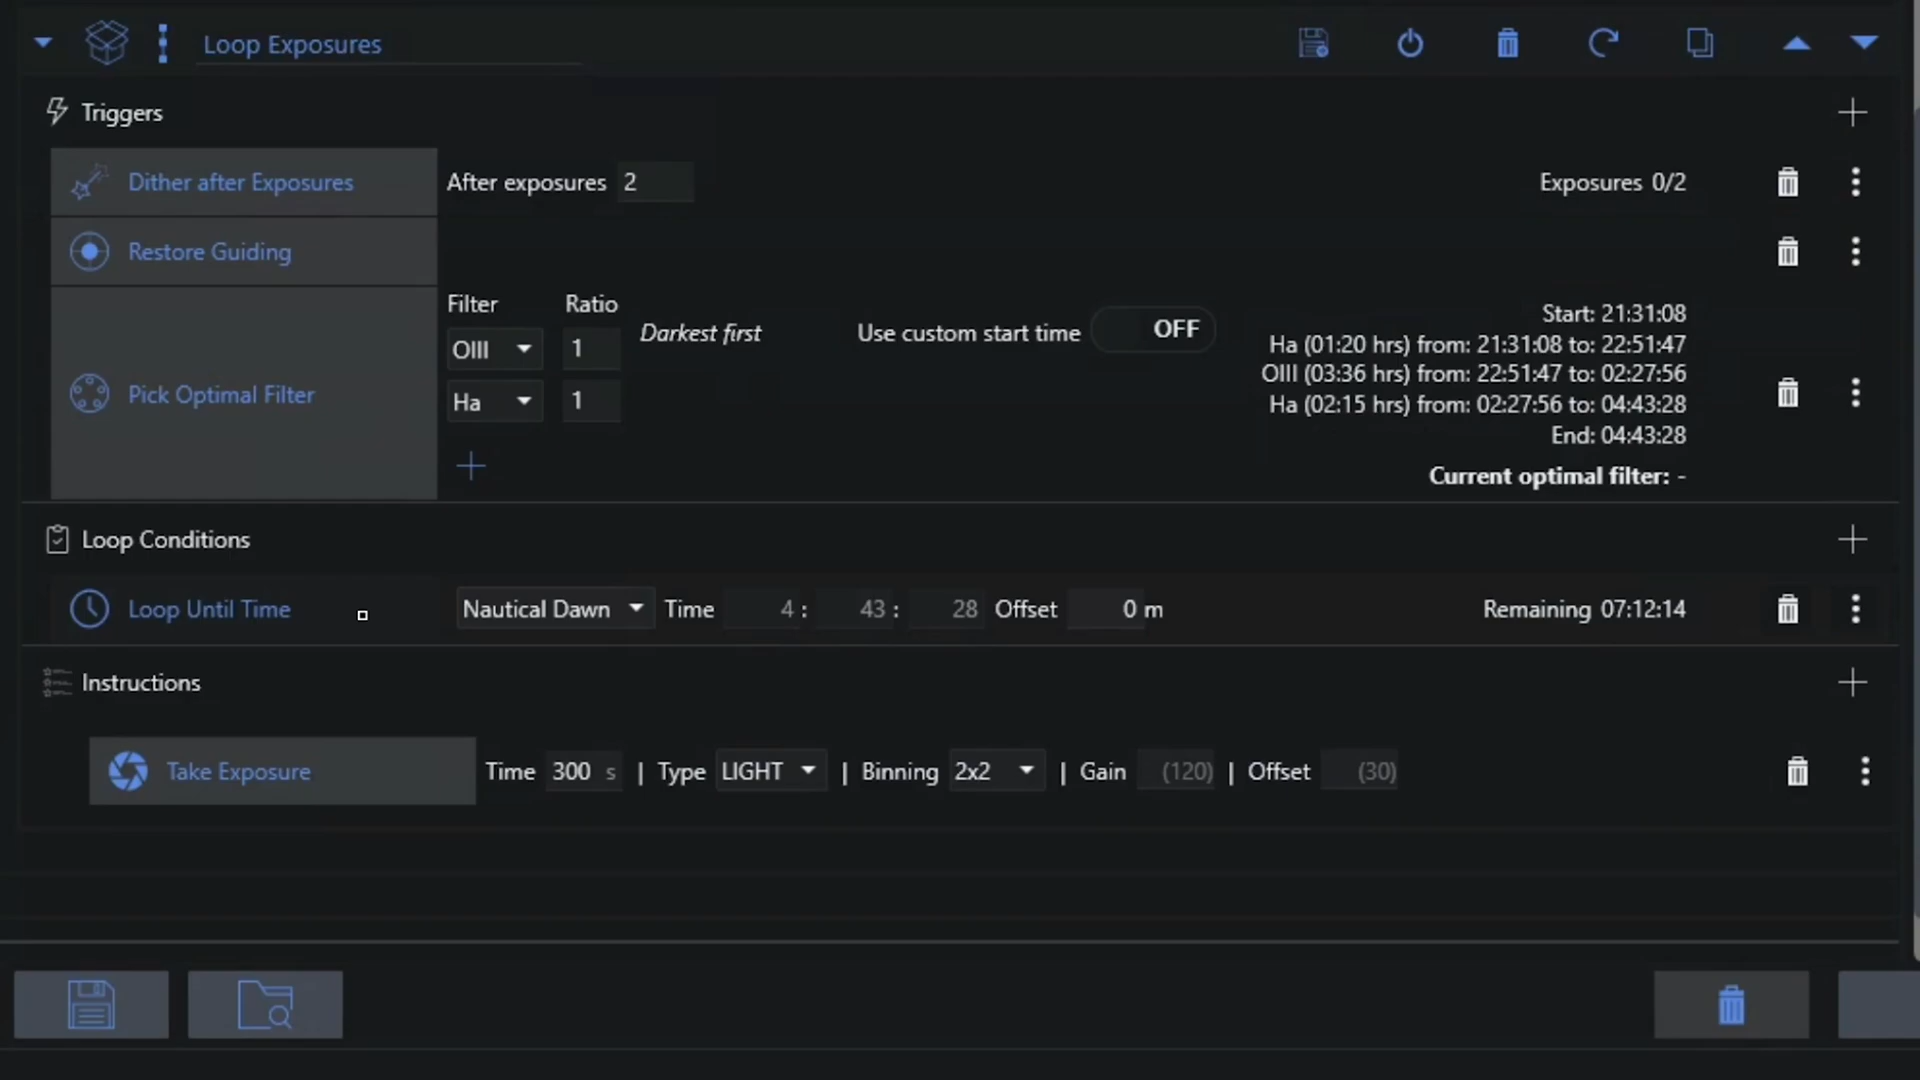 Loop Exposures
Triggers
Dither after Exposures After exposures 2 Exposures 0/2
Restore Guiding
Filter Ratio
OIII 1 Darkest first Use custom start time OFF
Ha 1
Pick Optimal Filter
Start: 21:31:08
Ha (01:20 hrs) from: 21:31:08 to: 22:51:47
OIII (03:36 hrs) from: 22:51:47 to: 02:27:56
Ha (02:15 hrs) from: 02:27:56 to: 04:43:28
End: 04:43:28
Current optimal filter: -
Loop Conditions
Loop Until Time Nautical Dawn Time 4 : 43 : 28 Offset 0 m Remaining 07:12:14
Instructions
Take Exposure Time 300 s | Type LIGHT | Binning 2x2 | Gain (120) | Offset (30)